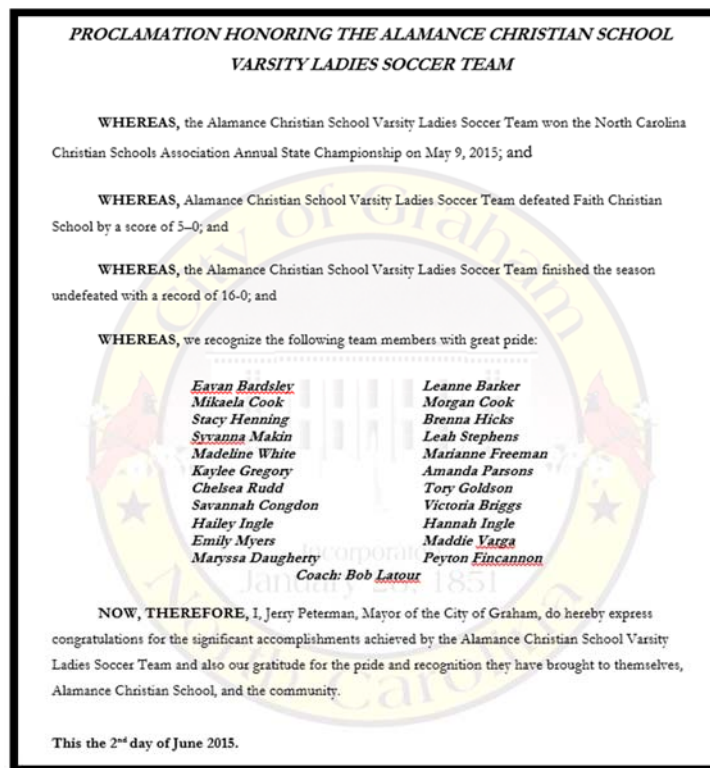 PROCLAMATION HONORING THE ALAMANCE CHRISTIAN SCHOOL
VARSITY LADIES SOCCER TEAM
WHEREAS, the Alamance Christian School Varsity Ladies Soccer Team won the North Carolina
Christian Schools Association Annual State Championship on May 9, 2015; and
WHEREAS, Alamance Christian School Varsity Ladies Soccer Team defeated Faith Christian
School by a score of 5–0; and
WHEREAS, the Alamance Christian School Varsity Ladies Soccer Team finished the season
undefeated with a record of 16-0; and
WHEREAS, we recognize the following team members with great pride:
Eavan Bardsley Leanne Barker
Mikaela Cook Morgan Cook
Stacy Henning Brenna Hicks
Syvanna Makin Leah Stephens
Madeline White Marianne Freeman
Kaylee Gregory Amanda Parsons
Chelsea Rudd Tory Goldson
Savannah Congdon Victoria Briggs
Hailey Ingle Hannah Ingle
Emily Myers Maddie Varga
Maryssa Daugherty Peyton Fincannon
Coach: Bob Latour
NOW, THEREFORE, I, Jerry Peterman, Mayor of the City of Graham, do hereby express
congratulations for the significant accomplishments achieved by the Alamance Christian School Varsity
Ladies Soccer Team and also our gratitude for the pride and recognition they have brought to themselves,
Alamance Christian School, and the community.
This the 2nd day of June 2015.
City of Graham
Incorporated
January 28, 1851
North Carolina